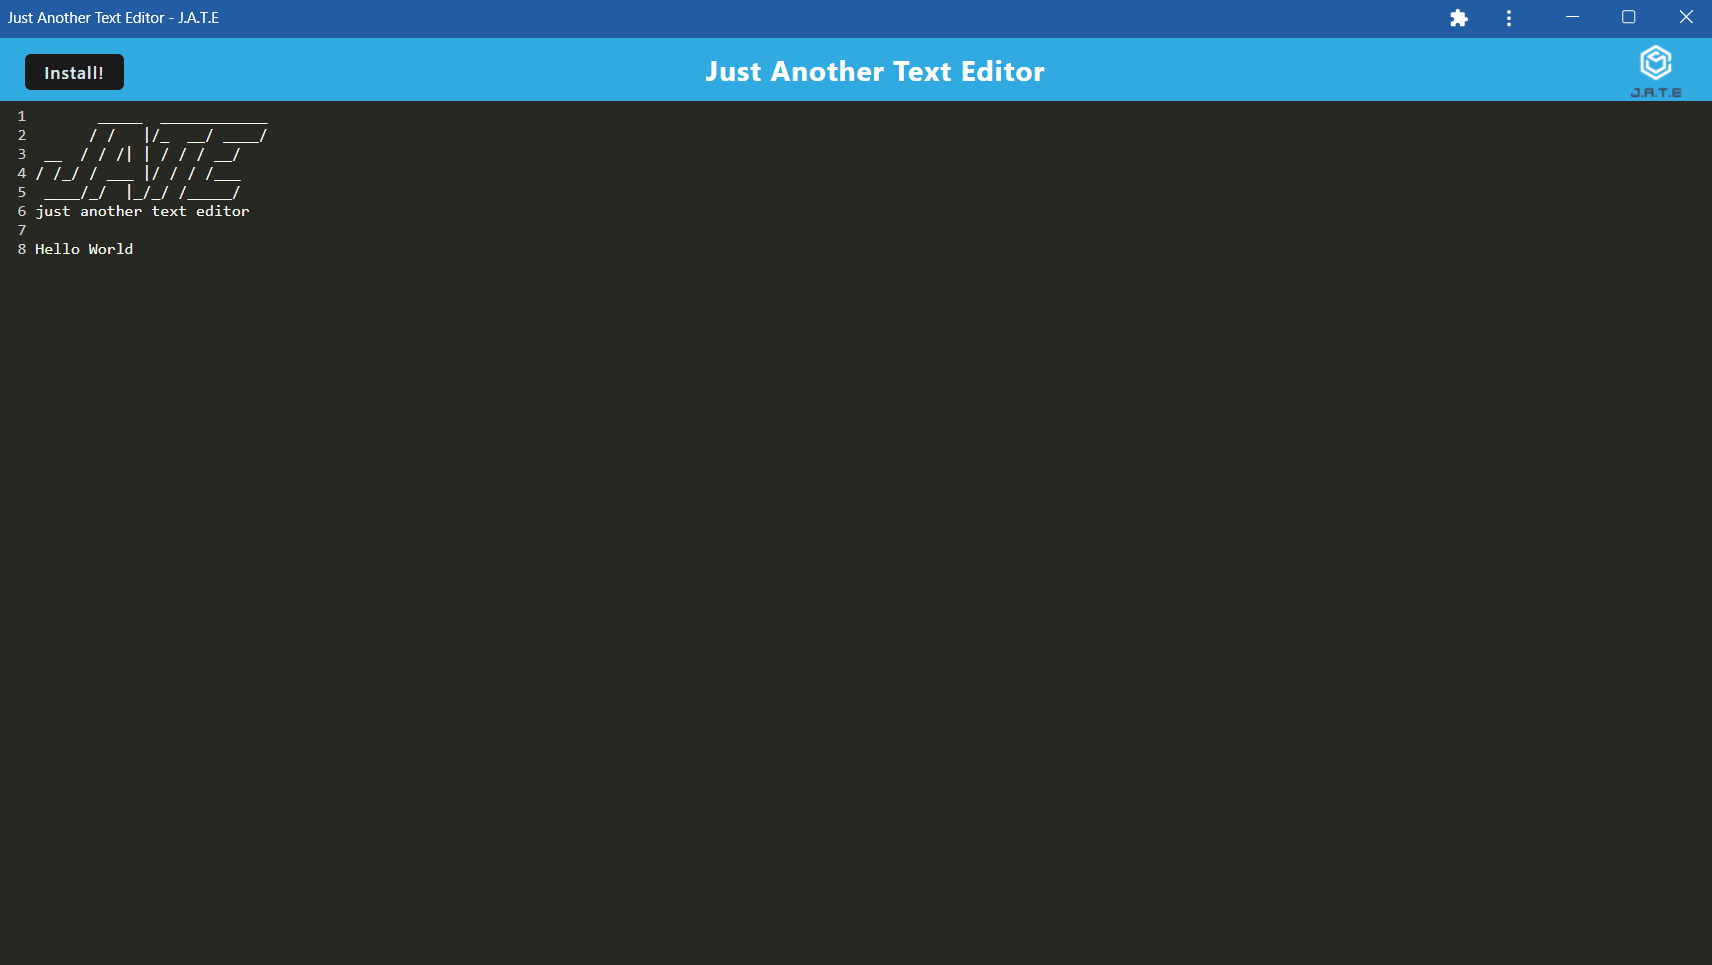 Just Another Text Editor - J.A.T.E
Install!
Just Another Text Editor
J.A.T.E
1       _____  ____________
2      / /   |/_  __/ ____/
3 __  / / /| | / / / __/
4/ /_/ / ___ |/ / / /___
5 ____/_/  |_/_/ /_____/
6 just another text editor
7
8 Hello World